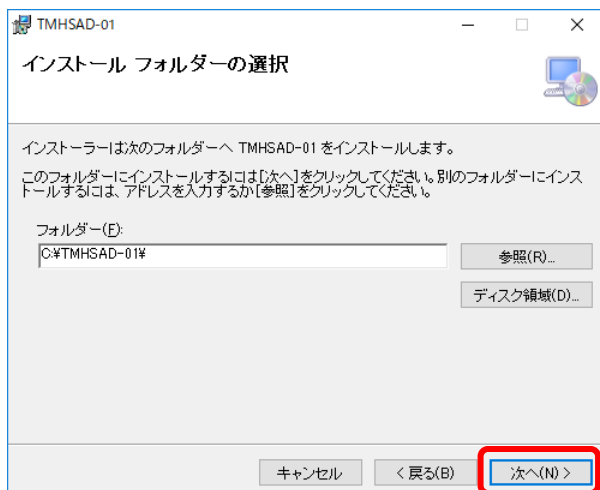 TMHSAD-01
インストール フォルダーの選択
インストーラーは次のフォルダーへ TMHSAD-01 をインストールします。
このフォルダーにインストールするには[次へ]をクリックしてください。別のフォルダーにインス
トールするには、アドレスを入力するか[参照]をクリックしてください。
フォルダー(F):
C:¥TMHSAD-01¥
参照(R)...
ディスク領域(D)...
キャンセル
< 戻る(B)
次へ(N) >